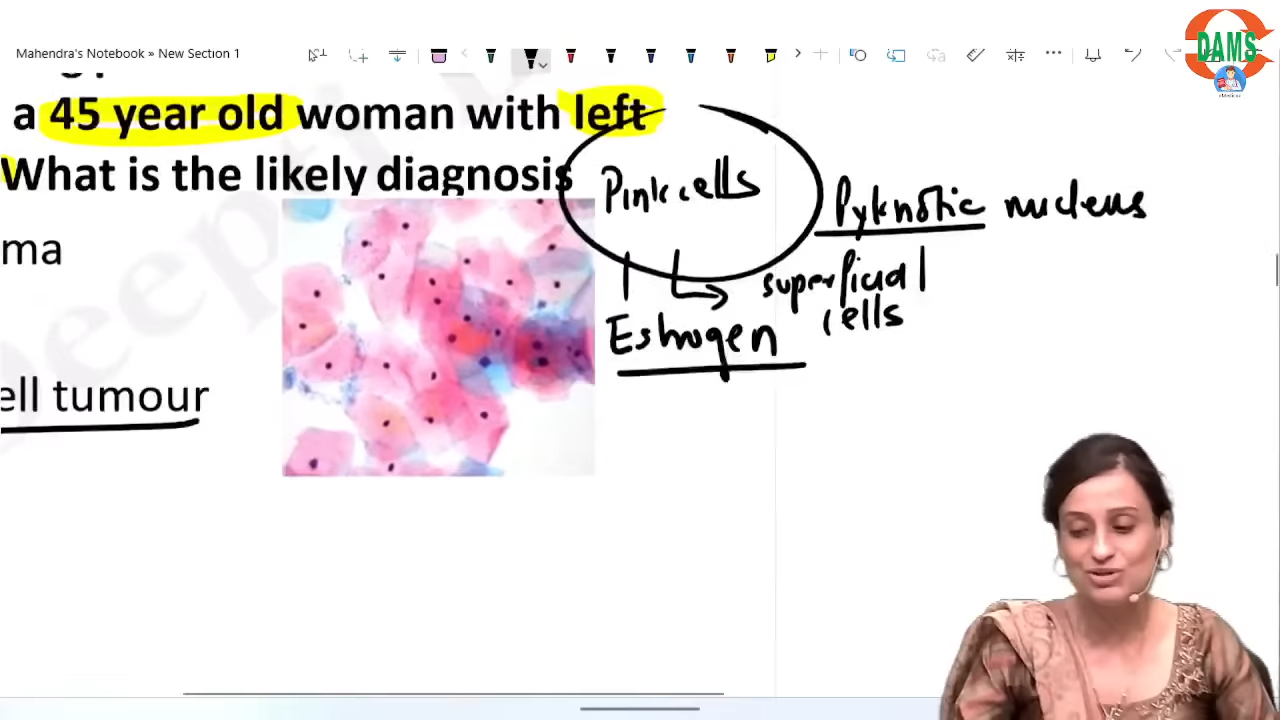 Mahendra's Notebook » New Section 1
DAMS
a 45 year old woman with left
What is the likely diagnosis
Pink cells
Pyknotic nucleus
superficial
cells
Estrogen
ma
ell tumour